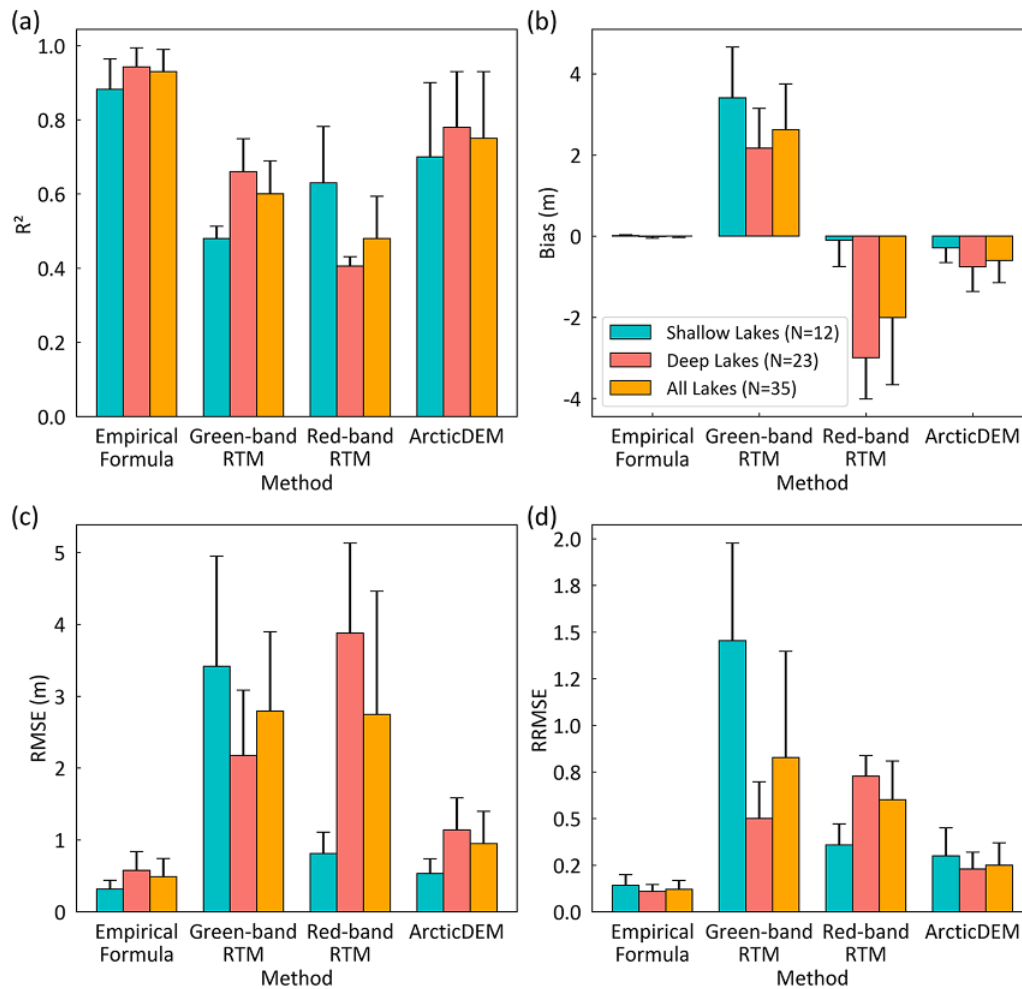 (a)
1.0
0.8
0.6
0.4
0.2
0.0
R²
Empirical Formula
Green-band RTM
Red-band RTM
ArcticDEM
Method
(b)
4
2
0
-2
-4
Bias (m)
Shallow Lakes (N=12)
Deep Lakes (N=23)
All Lakes (N=35)
Empirical Formula
Green-band RTM
Red-band RTM
ArcticDEM
Method
(c)
5
4
3
2
1
0
RMSE (m)
Empirical Formula
Green-band RTM
Red-band RTM
ArcticDEM
Method
(d)
2.0
1.5
1.2
1.0
0.8
0.5
0.2
0.0
RRMSE
Empirical Formula
Green-band RTM
Red-band RTM
ArcticDEM
Method